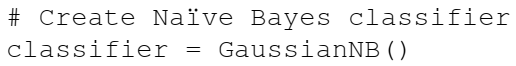 # Create Naïve Bayes classifier
classifier = GaussianNB()